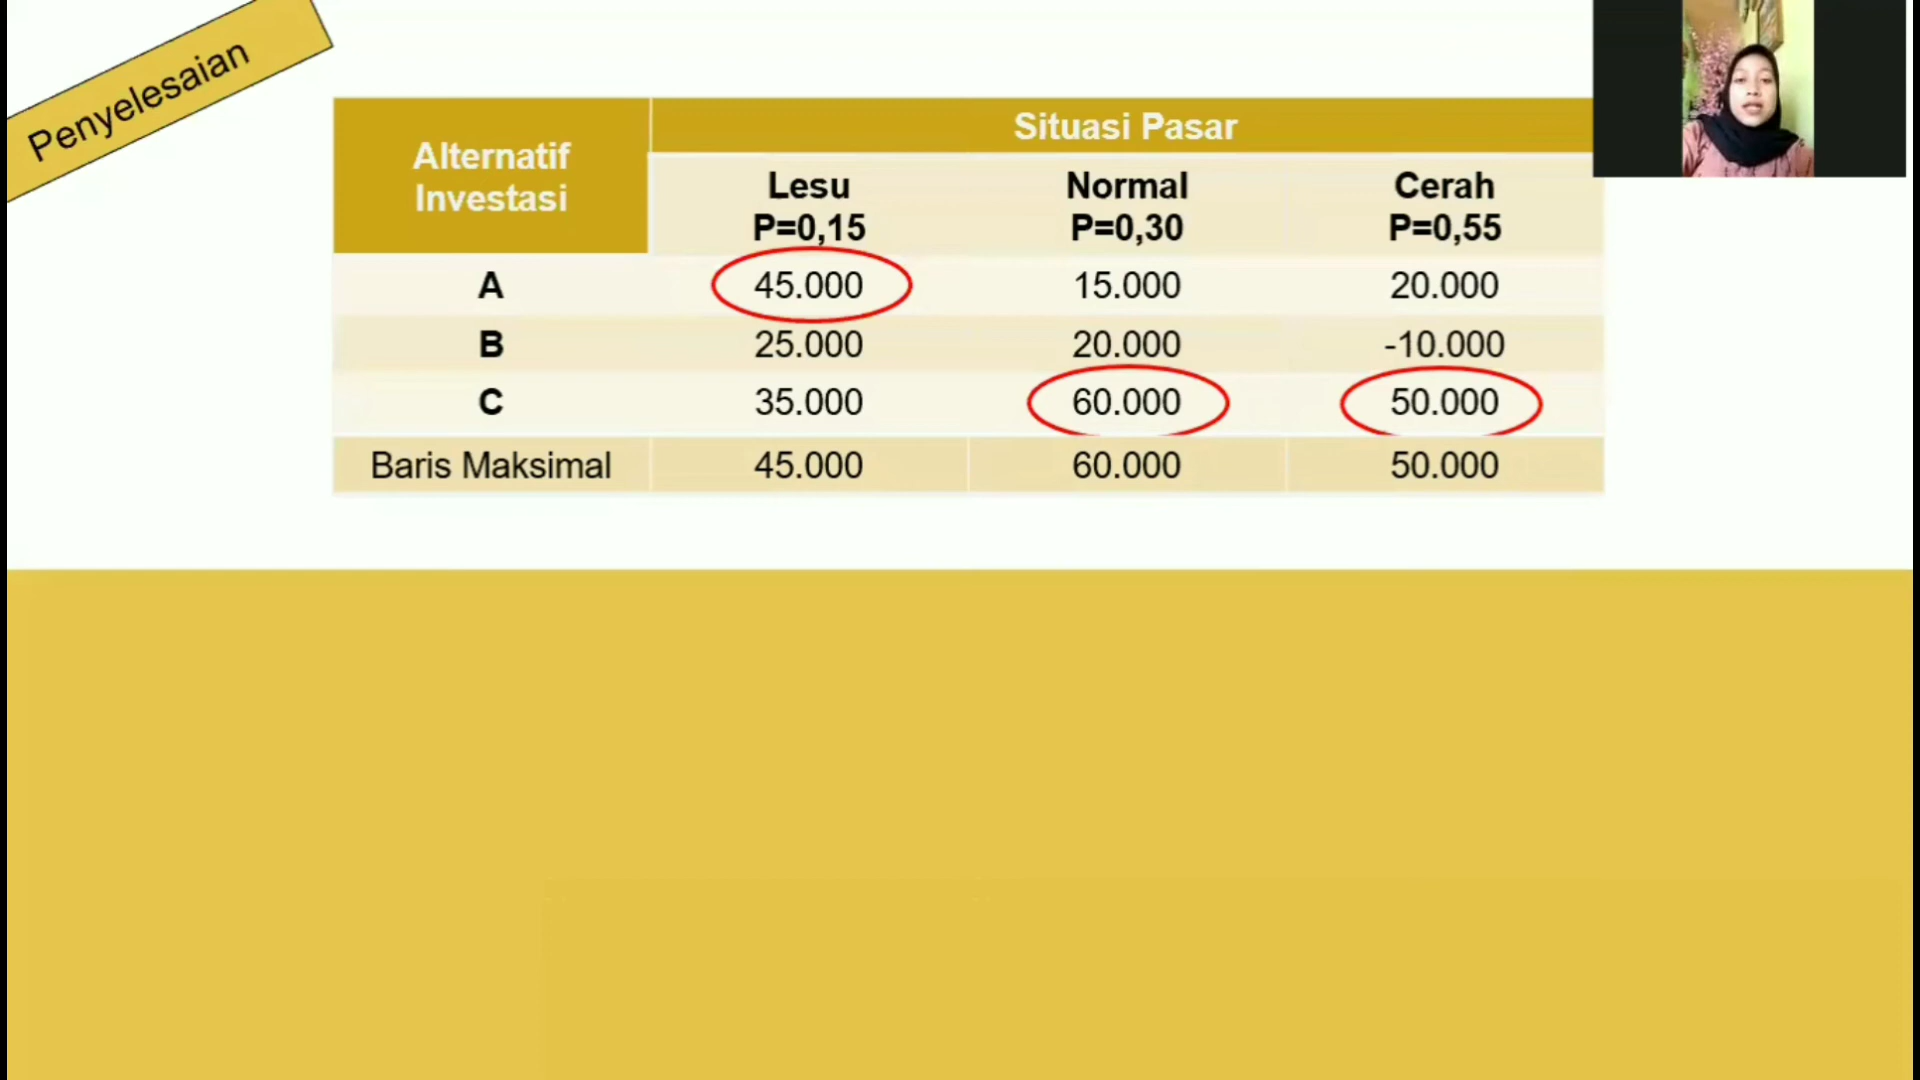 Penyelesaian
Alternatif
Investasi
Situasi Pasar
Lesu
P=0,15
Normal
P=0,30
Cerah
P=0,55
A 45.000 15.000 20.000
B 25.000 20.000 -10.000
C 35.000 60.000 50.000
Baris Maksimal 45.000 60.000 50.000